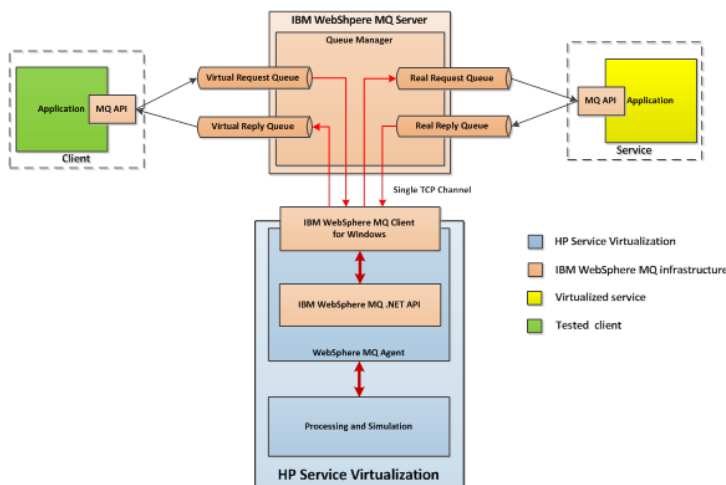 IBM WebShpere MQ Server
Queue Manager
Virtual Request Queue
Real Request Queue
Application
MQ API
MQ API
Application
Virtual Reply Queue
Real Reply Queue
Client
Service
Single TCP Channel
IBM WebSphere MQ Client
for Windows
HP Service Virtualization
IBM WebSphere MQ infrastructure
IBM WebSphere MQ .NET API
Virtualized service
Tested client
WebSphere MQ Agent
Processing and Simulation
HP Service Virtualization